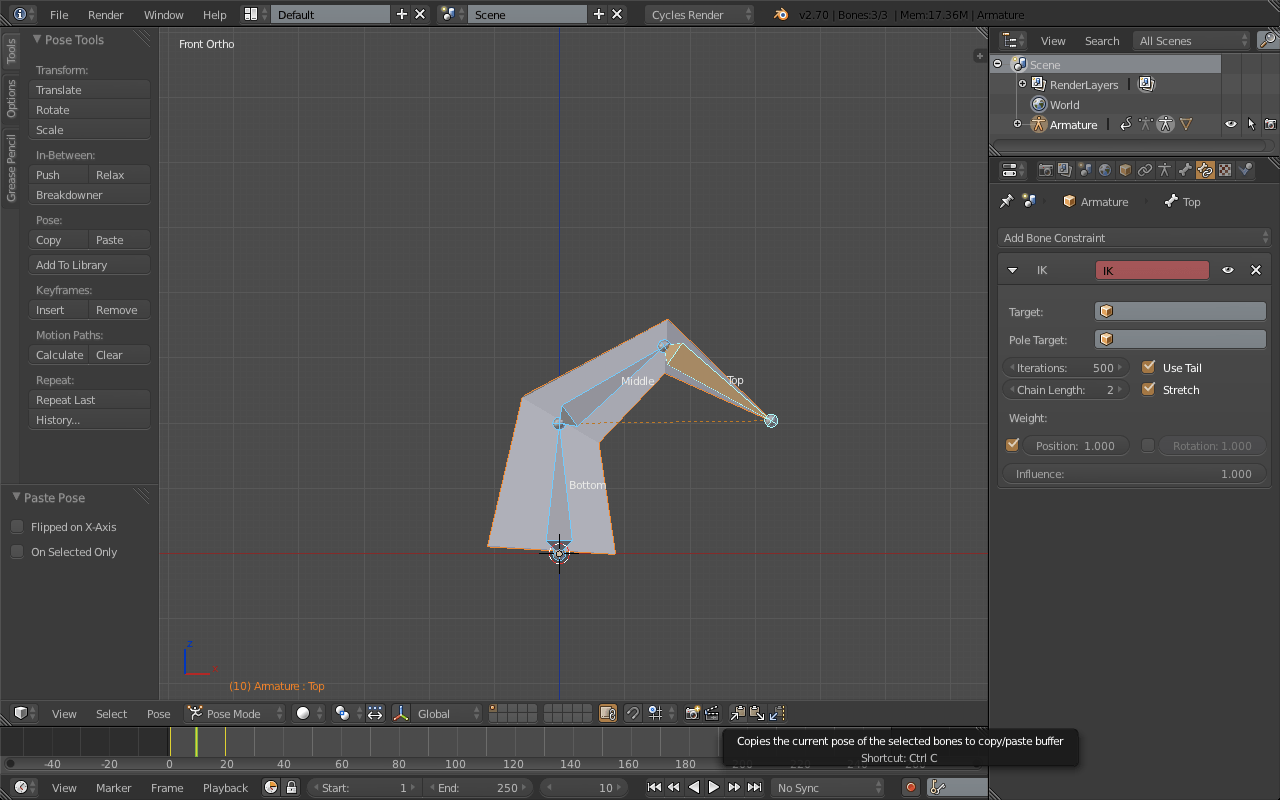 File Render Window Help Default Scene Cycles Render v2.70 | Bones:3/3 | Mem:17.36M | Armature
Tools
Options
Grease Pencil
Pose Tools
Transform:
Translate
Rotate
Scale
In-Between:
Push Relax
Breakdowner
Pose:
Copy Paste
Add To Library
Keyframes:
Insert Remove
Motion Paths:
Calculate Clear
Repeat:
Repeat Last
History...
Paste Pose
Flipped on X-Axis
On Selected Only
Front Ortho
Middle
Top
Bottom
z
x
(10) Armature : Top
View Select Pose Pose Mode Global
-40 -20 0 20 40 60 80 100 120 140 160 180
Copies the current pose of the selected bones to copy/paste buffer
Shortcut: Ctrl C
View Marker Frame Playback Start: 1 End: 250 10 No Sync
View Search All Scenes
Scene
RenderLayers
World
Armature
Armature Top
Add Bone Constraint
IK IK
Target:
Pole Target:
Iterations: 500 Use Tail
Chain Length: 2 Stretch
Weight:
Position: 1.000 Rotation: 1.000
Influence: 1.000